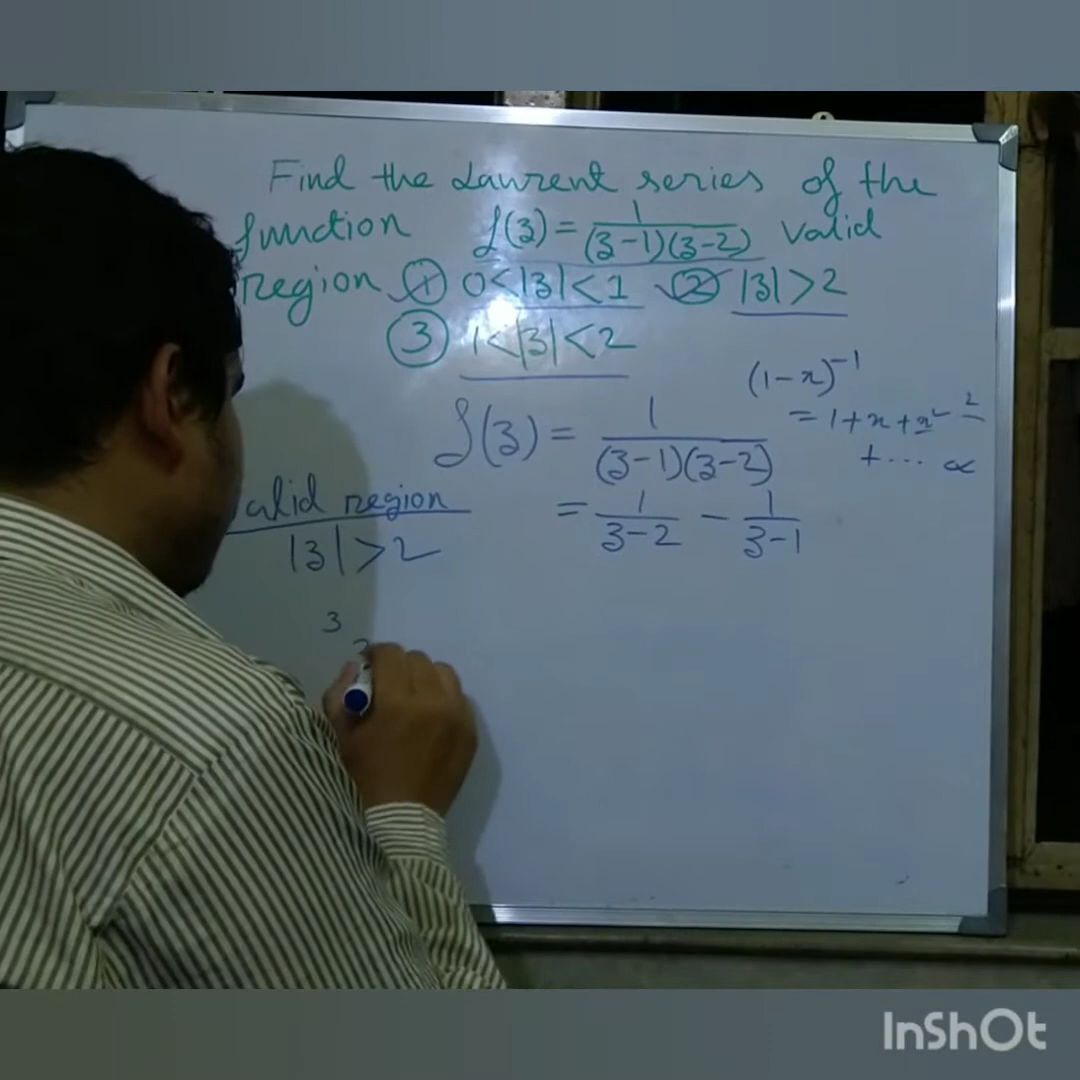 Find the Laurent series of the
function f(z) = 1/((z-1)(z-2)) valid
region ① 0<|z|<1 ② |z|>2
③ 1<|z|<2
(1-x)^-1
= 1+x+x²
+ ... ∝
f(z) = 1/((z-1)(z-2))
alid region
= 1/(z-2) - 1/(z-1)
|z|>2
3
InShOt